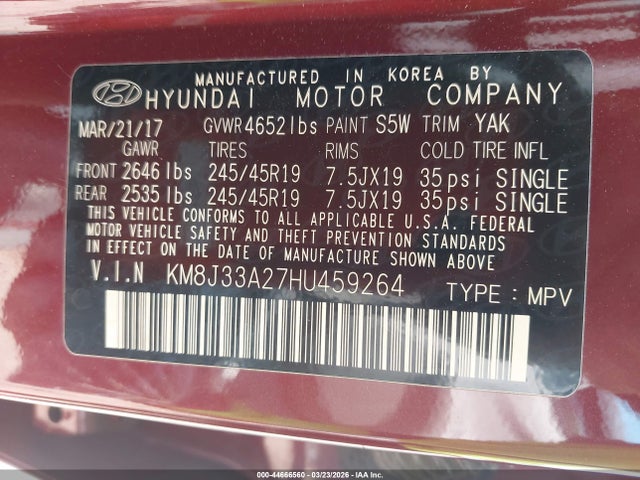 MANUFACTURED IN KOREA BY
HYUNDAI MOTOR COMPANY
MAR/21/17 GVWR 4652lbs PAINT S5W TRIM YAK
GAWR TIRES RIMS COLD TIRE INFL
FRONT 2646lbs 245/45R19 7.5JX19 35psi SINGLE
REAR 2535lbs 245/45R19 7.5JX19 35psi SINGLE
THIS VEHICLE CONFORMS TO ALL APPLICABLE U.S.A. FEDERAL
MOTOR VEHICLE SAFETY, BUMPER, AND THEFT PREVENTION STANDARDS
IN EFFECT ON THE DATE OF MANUFACTURE SHOWN ABOVE.
V.I.N KM8J33A27HU459264 TYPE : MPV
000-44666560 - 03/23/2026 - IAA Inc.